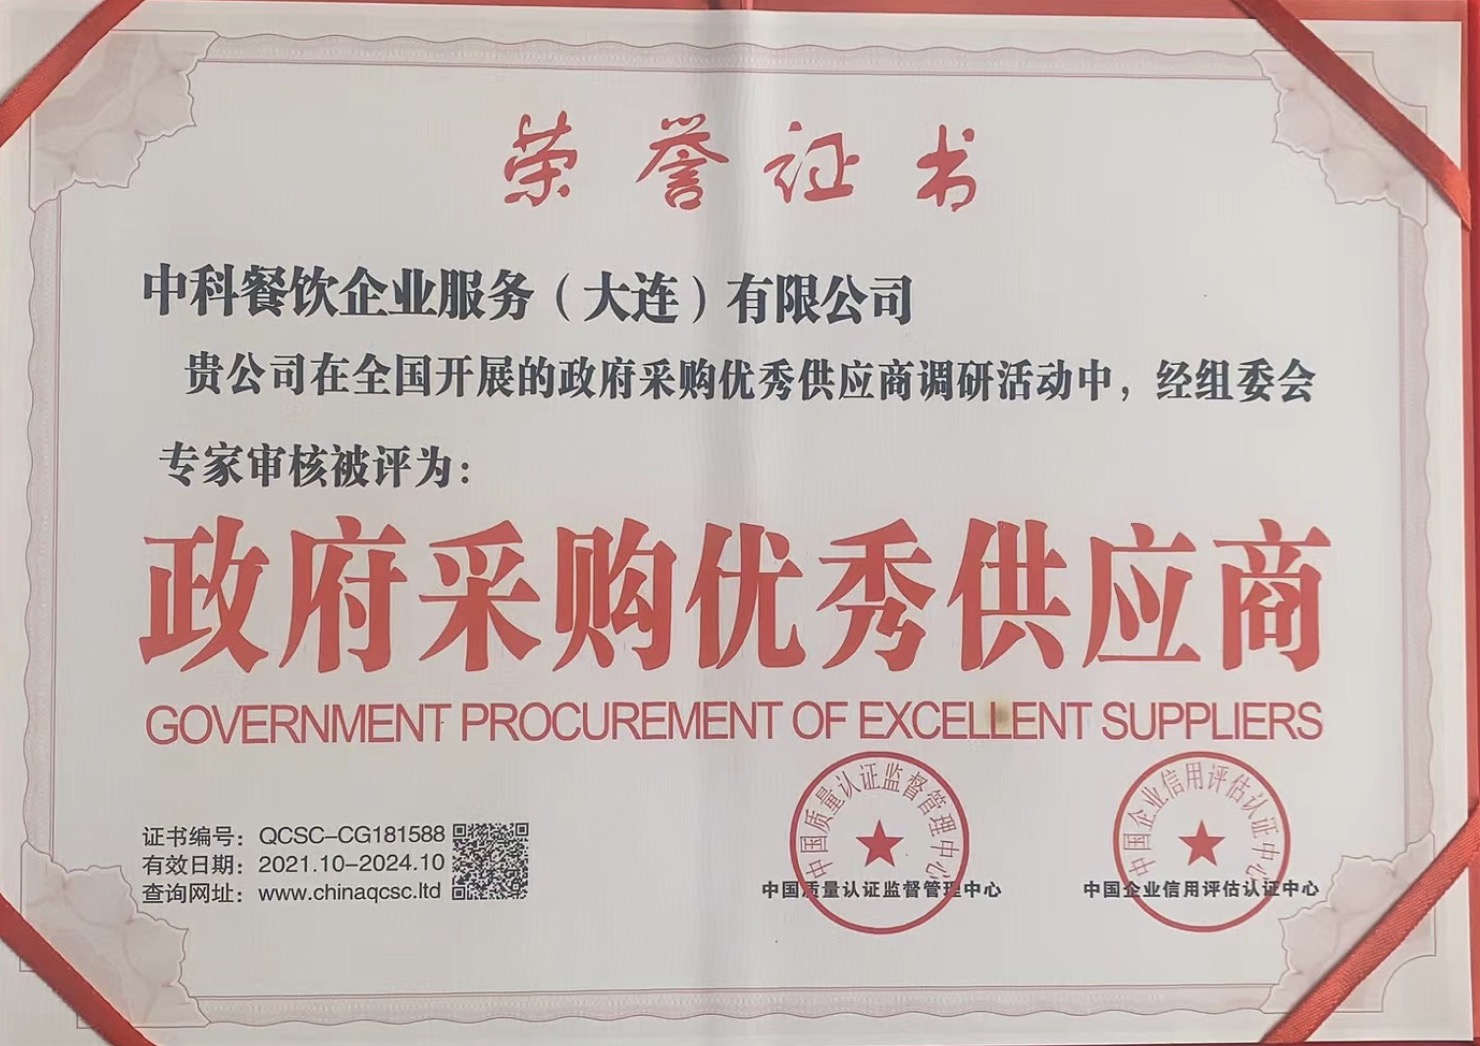 荣誉证书
中科餐饮企业服务（大连）有限公司
贵公司在全国开展的政府采购优秀供应商调研活动中，经组委会
专家审核被评为：
政府采购优秀供应商
GOVERNMENT PROCUREMENT OF EXCELLENT SUPPLIERS
证书编号：QCSC-CG181588
有效日期：2021.10-2024.10
查询网址：www.chinaqcsc.ltd
中国质量认证监督管理中心
中国质量认证监督管理中心
中国企业信用评估认证中心
中国企业信用评估认证中心